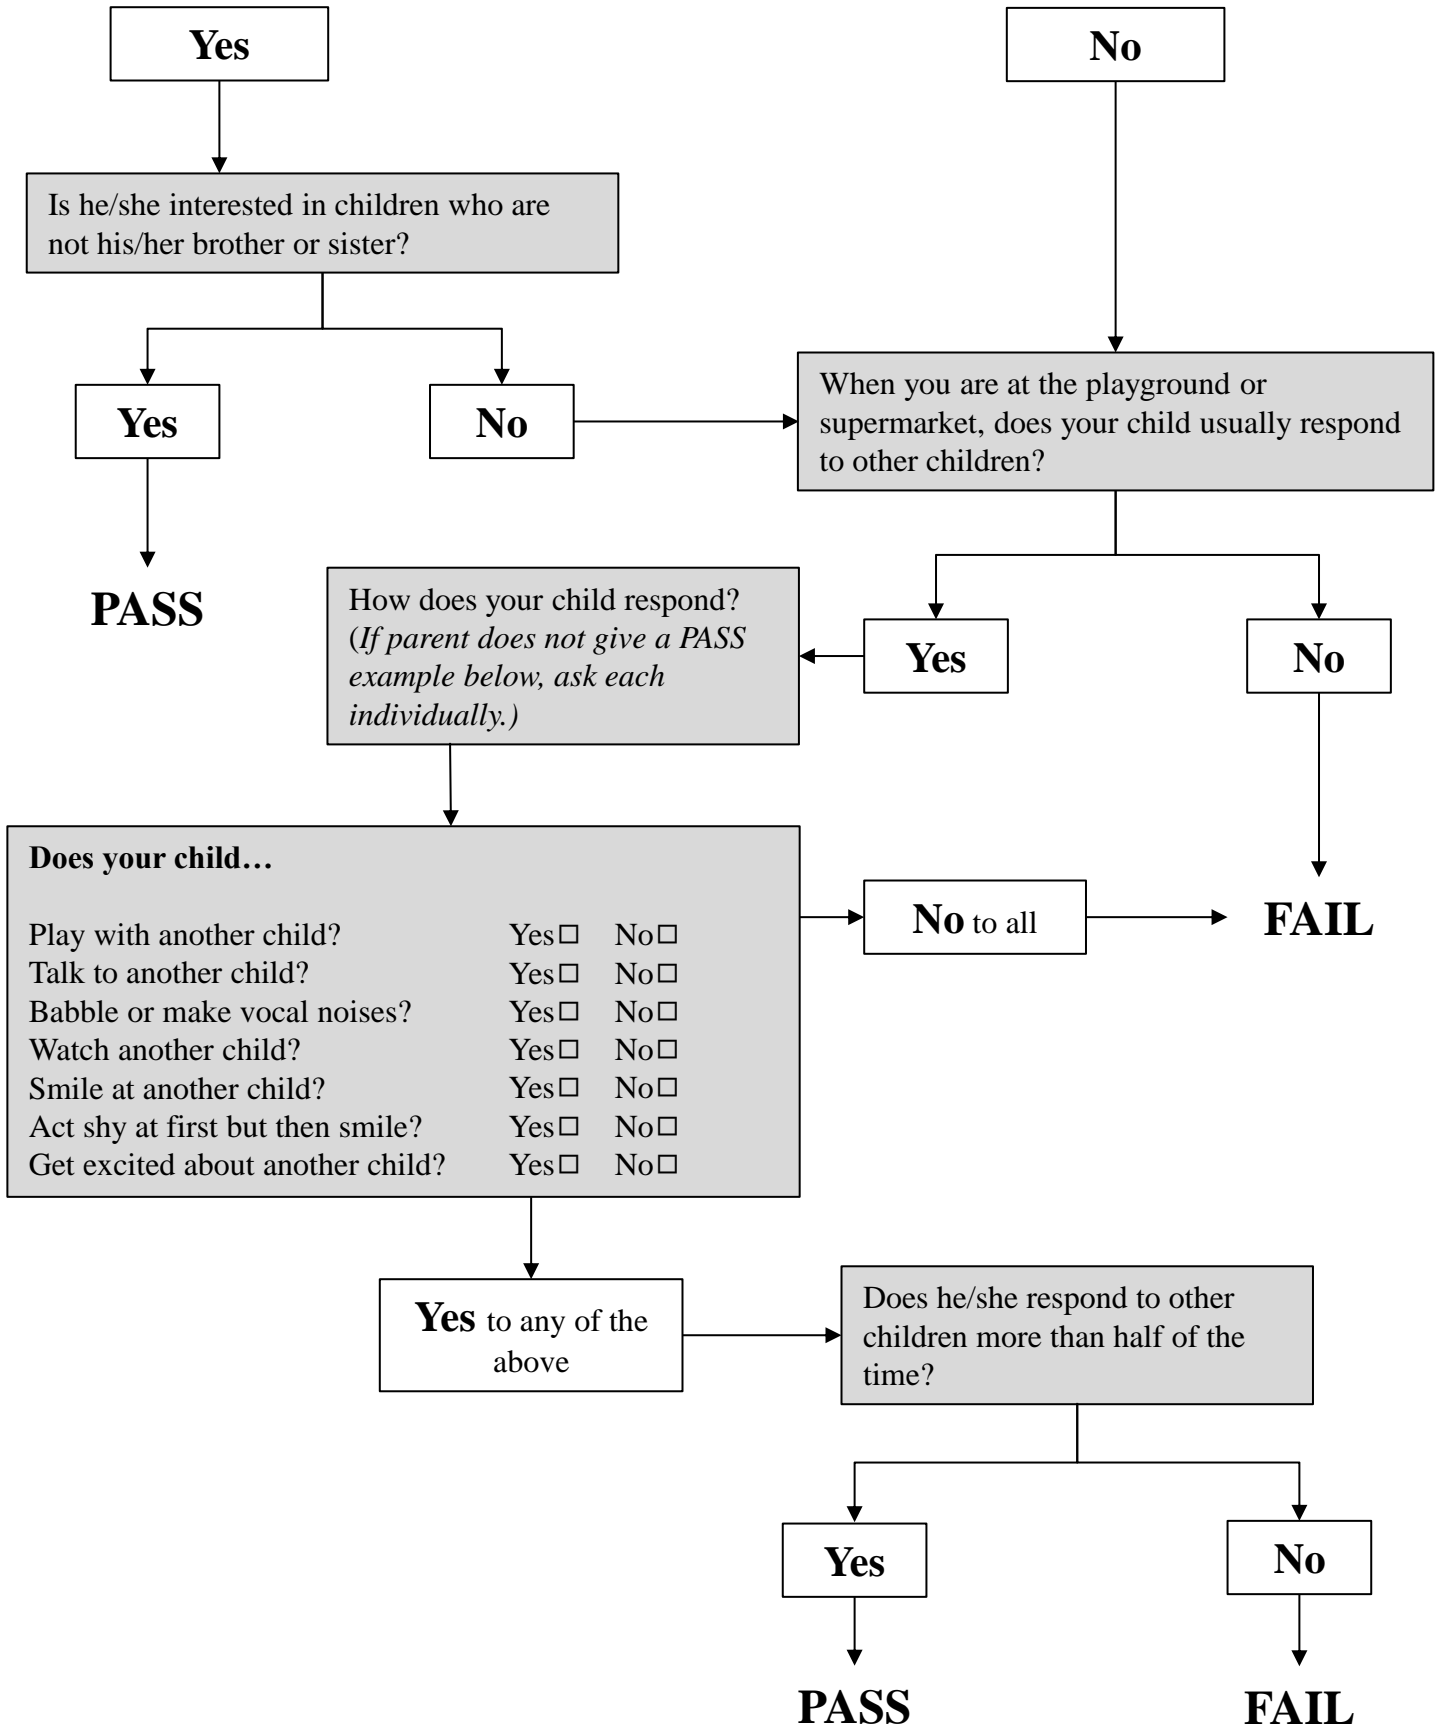 Yes
No
Is he/she interested in children who are
not his/her brother or sister?
Yes
No
When you are at the playground or
supermarket, does your child usually respond
to other children?
PASS
How does your child respond?
(If parent does not give a PASS
example below, ask each
individually.)
Yes
No
Does your child…
Play with another child? Yes☐ No☐
Talk to another child? Yes☐ No☐
Babble or make vocal noises? Yes☐ No☐
Watch another child? Yes☐ No☐
Smile at another child? Yes☐ No☐
Act shy at first but then smile? Yes☐ No☐
Get excited about another child? Yes☐ No☐
No to all
FAIL
Yes to any of the
above
Does he/she respond to other
children more than half of the
time?
Yes
No
PASS
FAIL